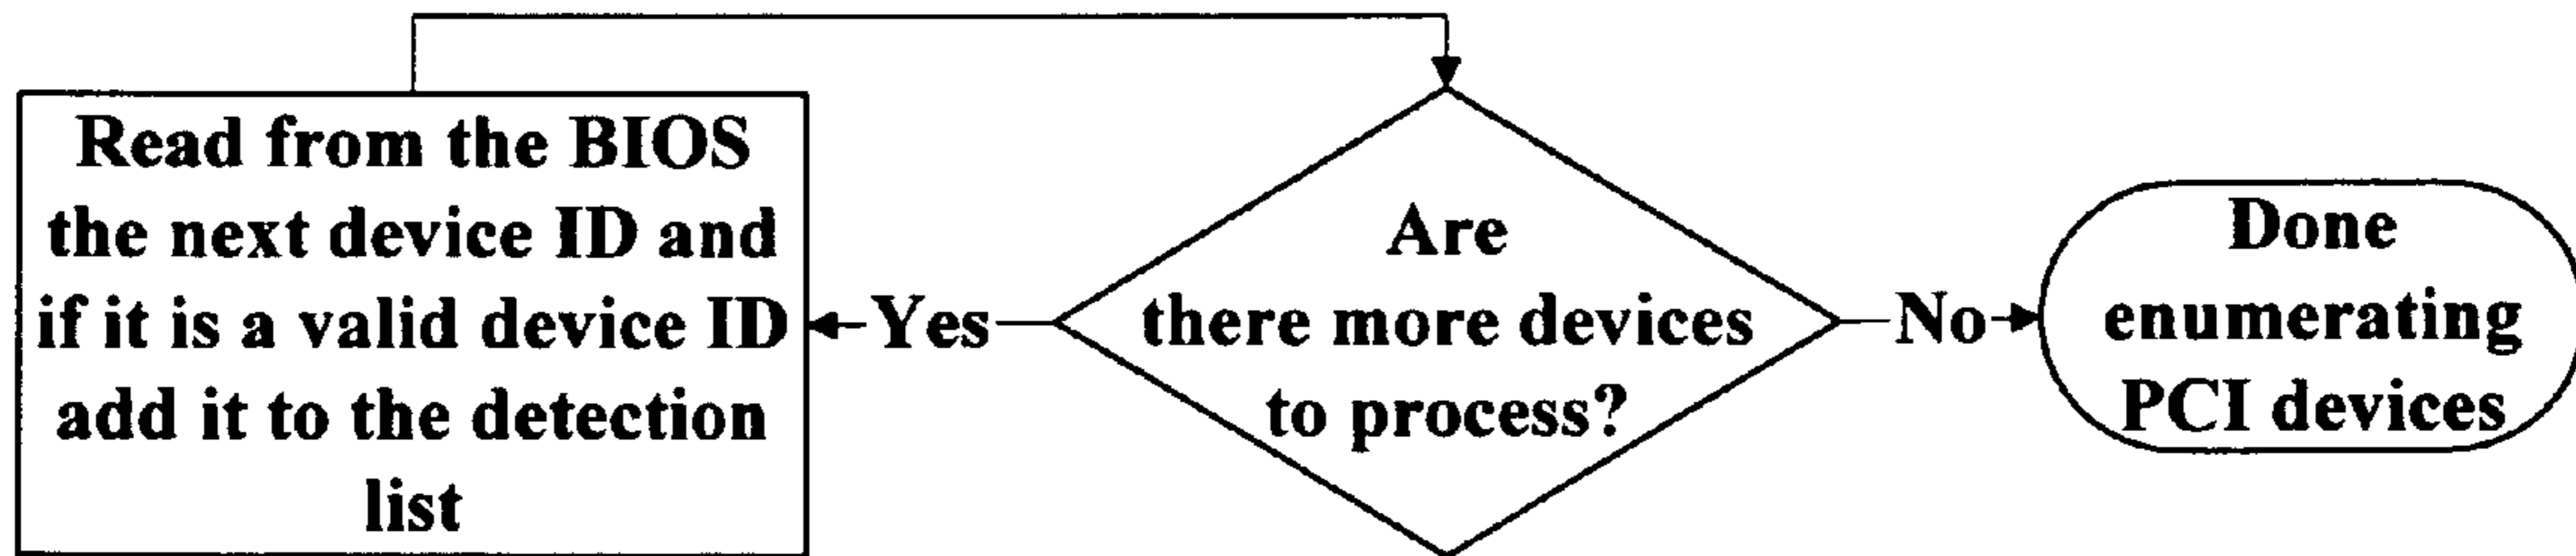 Read from the BIOS
the next device ID and
if it is a valid device ID
add it to the detection
list
Yes
Are
there more devices
to process?
No
Done
enumerating
PCI devices